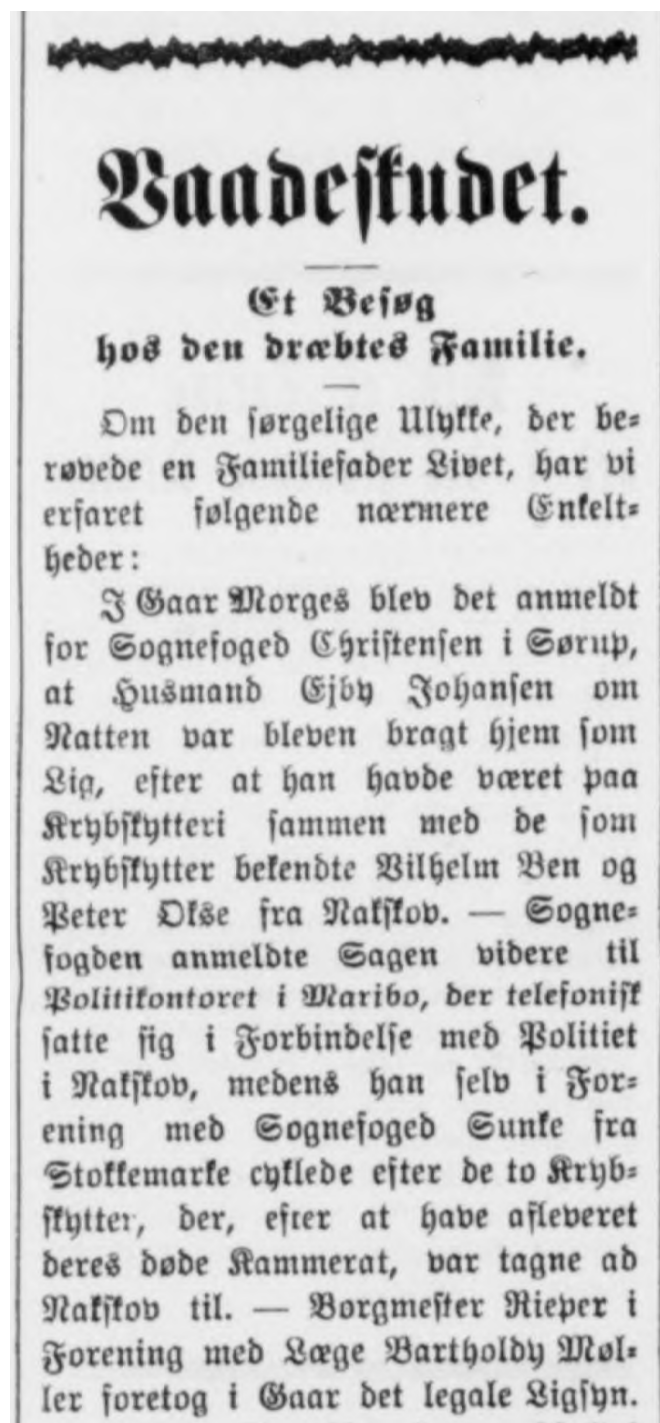 Vaadeskudet.
Et Besøg
hos den dræbtes Familie.
Om den sørgelige Ulykke, der be=
røvede en Familiefader Livet, har vi
erfaret følgende nærmere Enkelt=
heder:
I Gaar Morges blev det anmeldt
for Sognefoged Christensen i Sørup,
at Husmand Ejby Johansen om
Natten var bleven bragt hjem som
Lig, efter at han havde været paa
Krybskytteri sammen med de som
Krybskytter bekendte Vilhelm Ben og
Peter Okse fra Nakskov. — Sogne=
fogden anmeldte Sagen videre til
Politikontoret i Maribo, der telefonisk
satte sig i Forbindelse med Politiet
i Nakskov, medens han selv i For=
ening med Sognefoged Sunke fra
Stokkemarke cyklede efter de to Kryb=
skytter, der, efter at have afleveret
deres døde Kammerat, var tagne ad
Nakskov til. — Borgmester Rieper i
Forening med Læge Bartholdy Møl=
ler foretog i Gaar det legale Ligsyn.